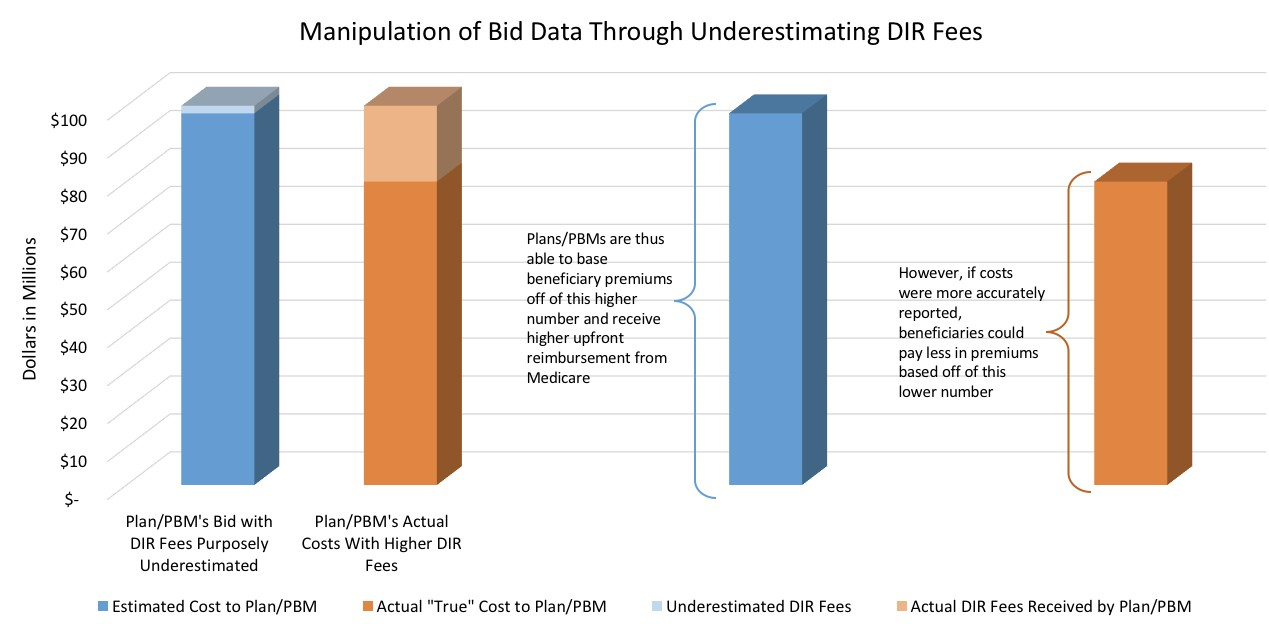 Manipulation of Bid Data Through Underestimating DIR Fees
Dollars in Millions
$100
$90
$80
$70
$60
$50
$40
$30
$20
$10
$-
Plans/PBMs are thus
able to base
beneficiary premiums
off of this higher
number and receive
higher upfront
reimbursement from
Medicare
However, if costs
were more accurately
reported,
beneficiaries could
pay less in premiums
based off of this
lower number
Plan/PBM's Bid with
DIR Fees Purposely
Underestimated
Plan/PBM's Actual
Costs With Higher DIR
Fees
Estimated Cost to Plan/PBM
Actual "True" Cost to Plan/PBM
Underestimated DIR Fees
Actual DIR Fees Received by Plan/PBM